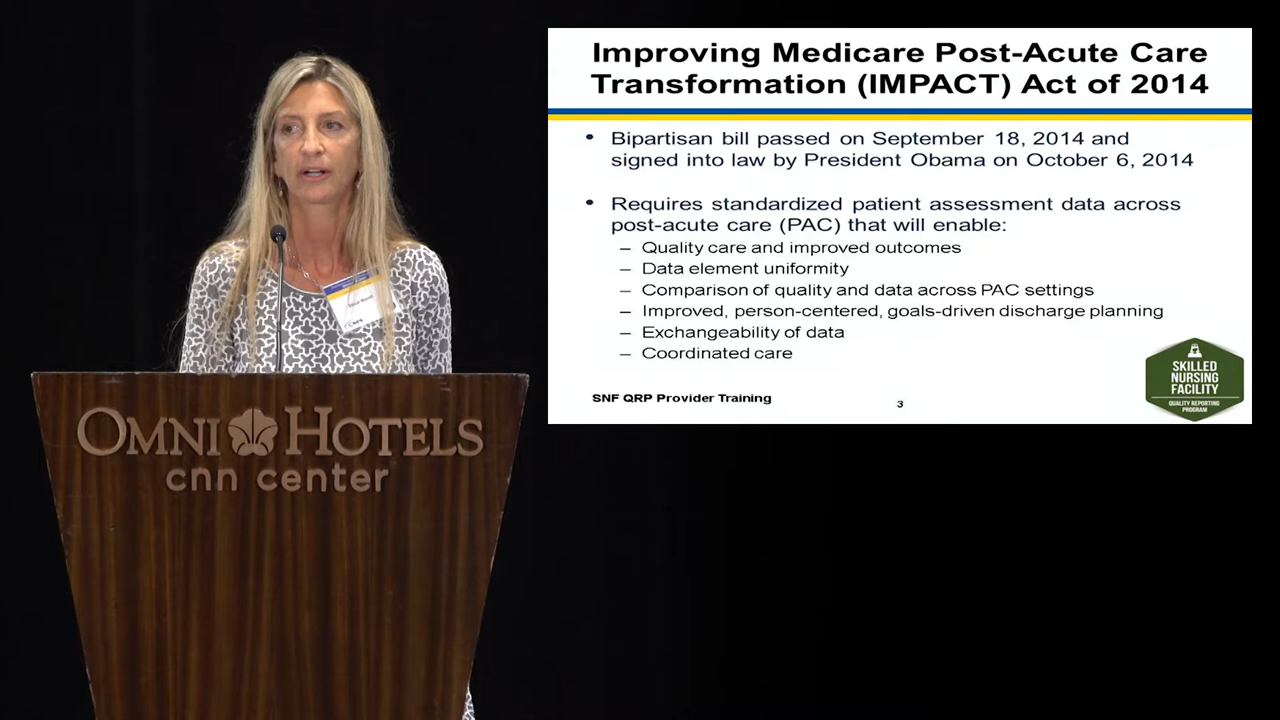 Improving Medicare Post-Acute Care
Transformation (IMPACT) Act of 2014
• Bipartisan bill passed on September 18, 2014 and
signed into law by President Obama on October 6, 2014
• Requires standardized patient assessment data across
post-acute care (PAC) that will enable:
– Quality care and improved outcomes
– Data element uniformity
– Comparison of quality and data across PAC settings
– Improved, person-centered, goals-driven discharge planning
– Exchangeability of data
– Coordinated care
SKILLED
NURSING
FACILITY
QUALITY REPORTING
PROGRAM
SNF QRP Provider Training
3
OMNI HOTELS
cnn center